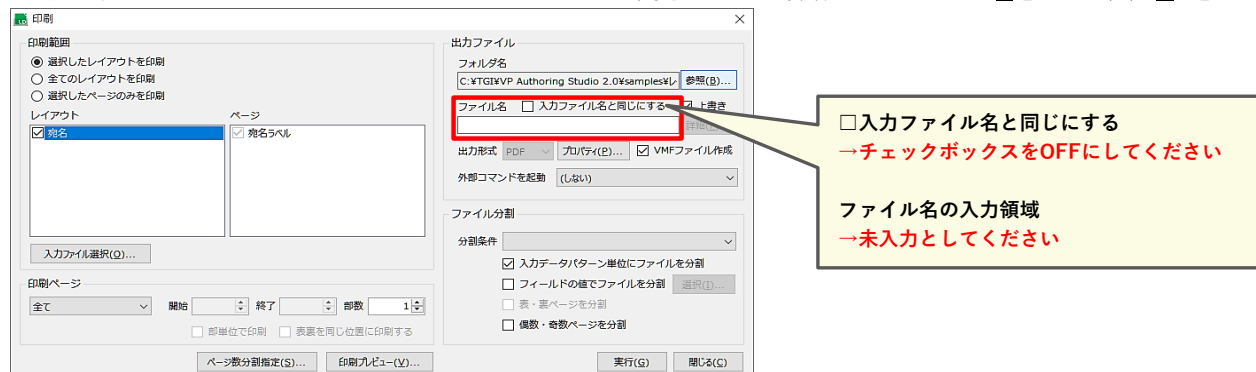 印刷
印刷範囲
選択したレイアウトを印刷
全てのレイアウトを印刷
選択したページのみを印刷
レイアウト
ページ
宛名
宛名ラベル
入力ファイル選択(O)...
印刷ページ
全て
開始
終了
部数
1
部単位で印刷
表裏を同じ位置に印刷する
ページ数分割指定(S)...
印刷プレビュー(V)...
出力ファイル
フォルダ名
C:¥TGI¥VP Authoring Studio 2.0¥samples¥レ
参照(B)...
ファイル名
入力ファイル名と同じにする
上書き
出力形式
PDF
プロパティ(P)...
VMFファイル作成
外部コマンドを起動
(しない)
ファイル分割
分割条件
入力データパターン単位にファイルを分割
フィールドの値でファイルを分割
選択(I)...
表・裏ページを分割
偶数・奇数ページを分割
実行(G)
閉じる(C)
□入力ファイル名と同じにする
→チェックボックスをOFFにしてください
ファイル名の入力領域
→未入力としてください